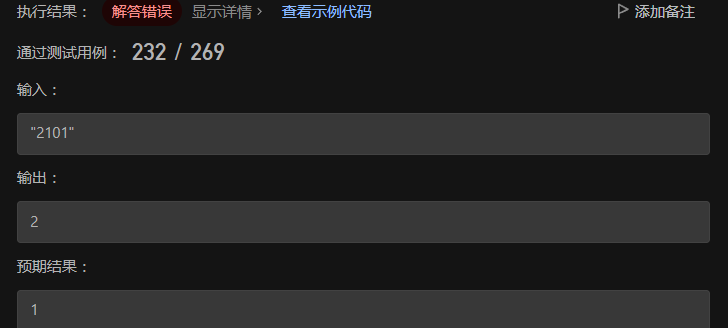 执行结果： 解答错误 显示详情 › 查看示例代码 添加备注
通过测试用例： 232 / 269
输入：
"2101"
输出：
2
预期结果：
1